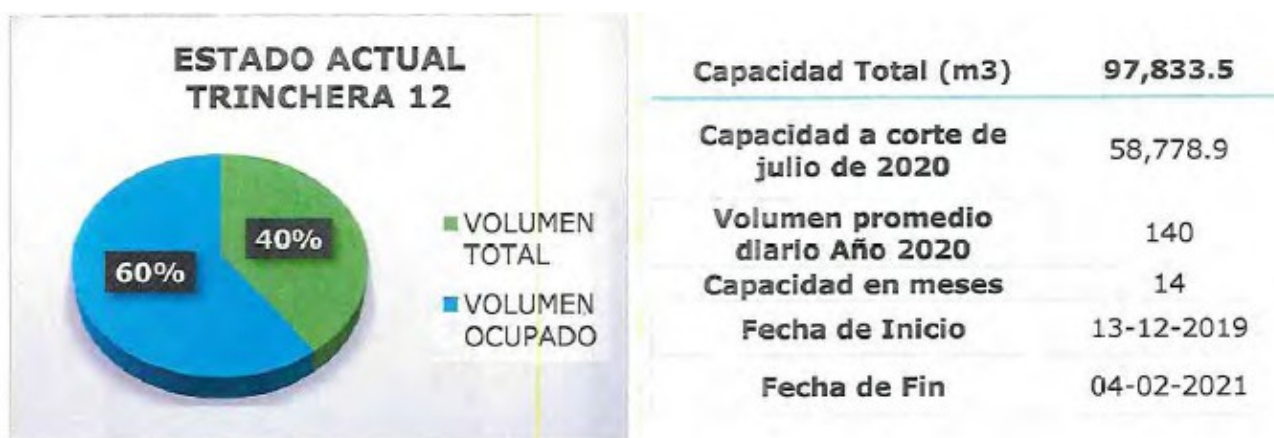 ESTADO ACTUAL
TRINCHERA 12
40%
60%
VOLUMEN
TOTAL
VOLUMEN
OCUPADO
Capacidad Total (m3) 97,833.5
Capacidad a corte de
julio de 2020 58,778.9
Volumen promedio
diario Año 2020 140
Capacidad en meses 14
Fecha de Inicio 13-12-2019
Fecha de Fin 04-02-2021